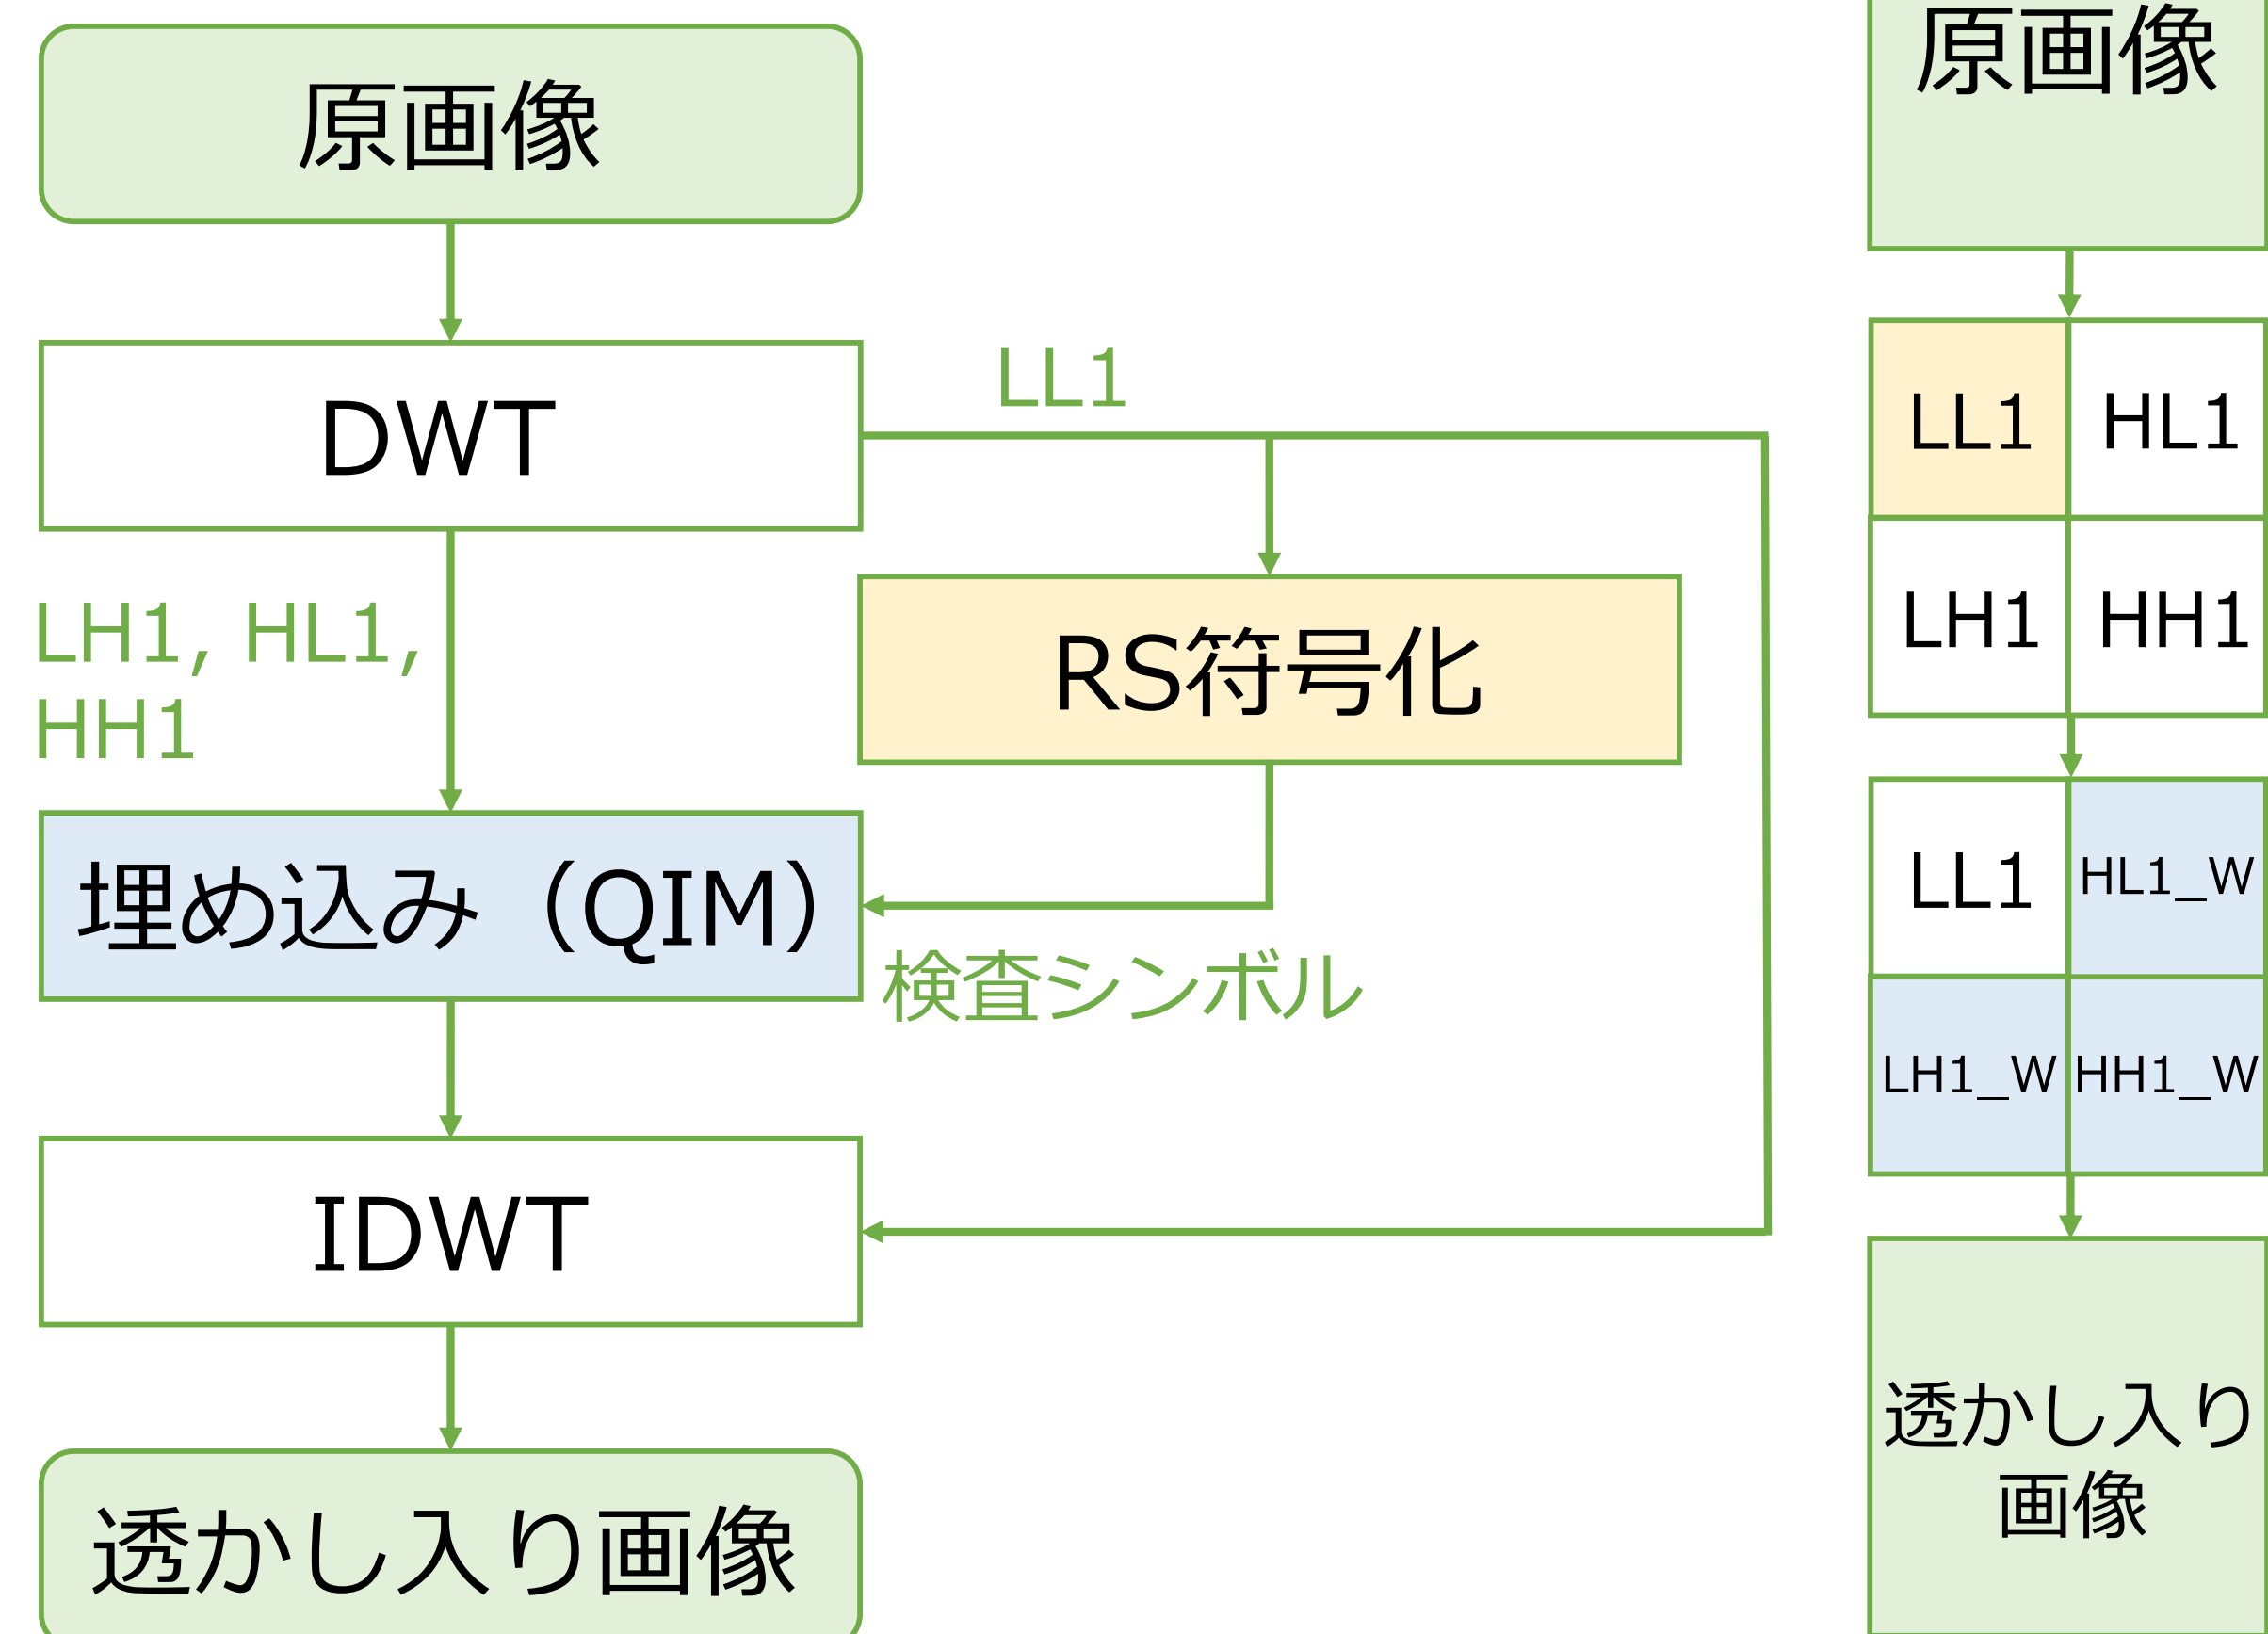 原画像
DWT
LL1
LH1, HL1,
HH1
RS符号化
埋め込み(QIM)
検査シンボル
IDWT
透かし入り画像
原画像
LL1
HL1
LH1
HH1
LL1
HL1_W
LH1_W
HH1_W
透かし入り
画像